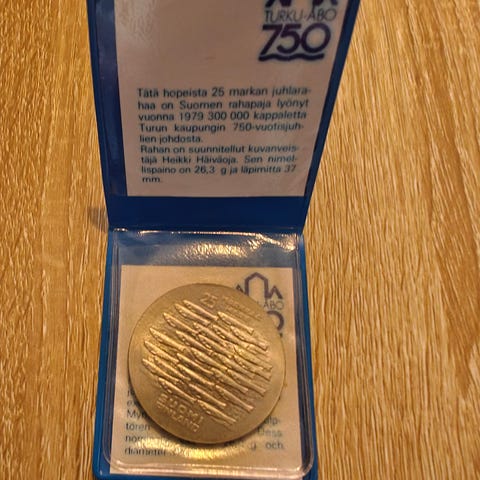 TURKU-ÅBO
750
Tätä hopeista 25 markan juhlara-
haa on Suomen rahapaja lyönyt
vuonna 1979 300 000 kappaletta
Turun kaupungin 750-vuotisjuh-
lien johdosta.
Rahan on suunnitellut kuvanveis-
täjä Heikki Häiväoja. Sen nimel-
lispaino on 26,3 g ja läpimitta 37
mm.
25
SUOMI
FINLAND
och
diameter